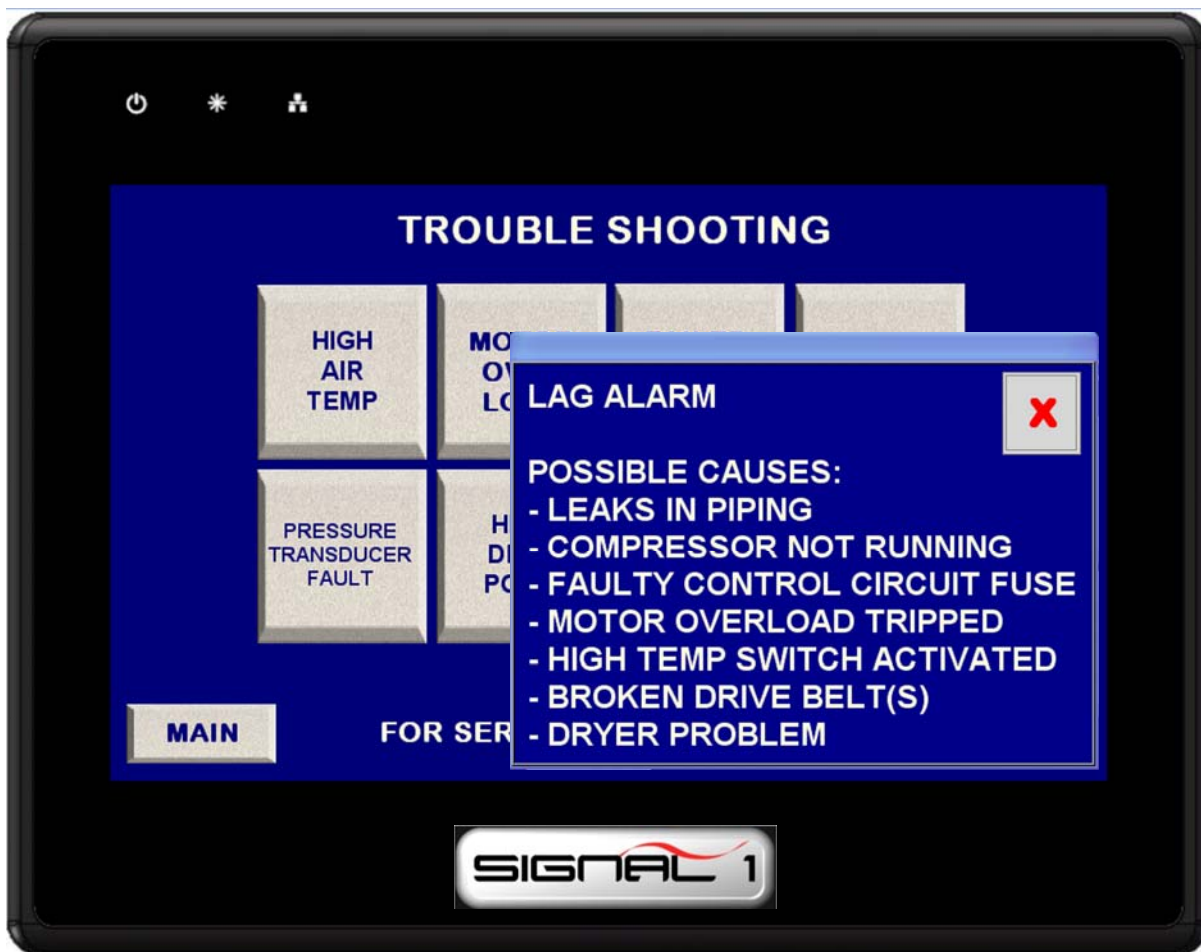 TROUBLE SHOOTING
HIGH
AIR
TEMP
PRESSURE
TRANSDUCER
FAULT
LAG ALARM
X
POSSIBLE CAUSES:
- LEAKS IN PIPING
- COMPRESSOR NOT RUNNING
- FAULTY CONTROL CIRCUIT FUSE
- MOTOR OVERLOAD TRIPPED
- HIGH TEMP SWITCH ACTIVATED
- BROKEN DRIVE BELT(S)
- DRYER PROBLEM
MAIN
FOR
SIGNAL 1